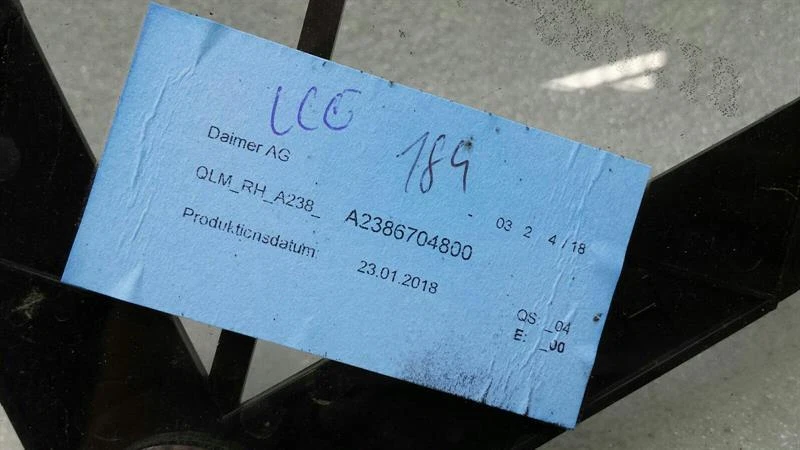 LCC
189
Daimer AG
QLM_RH_A238_
A2386704800
- 03 2 4 / 18
Produktionsdatum:
23.01.2018
QS: _04
E: _00